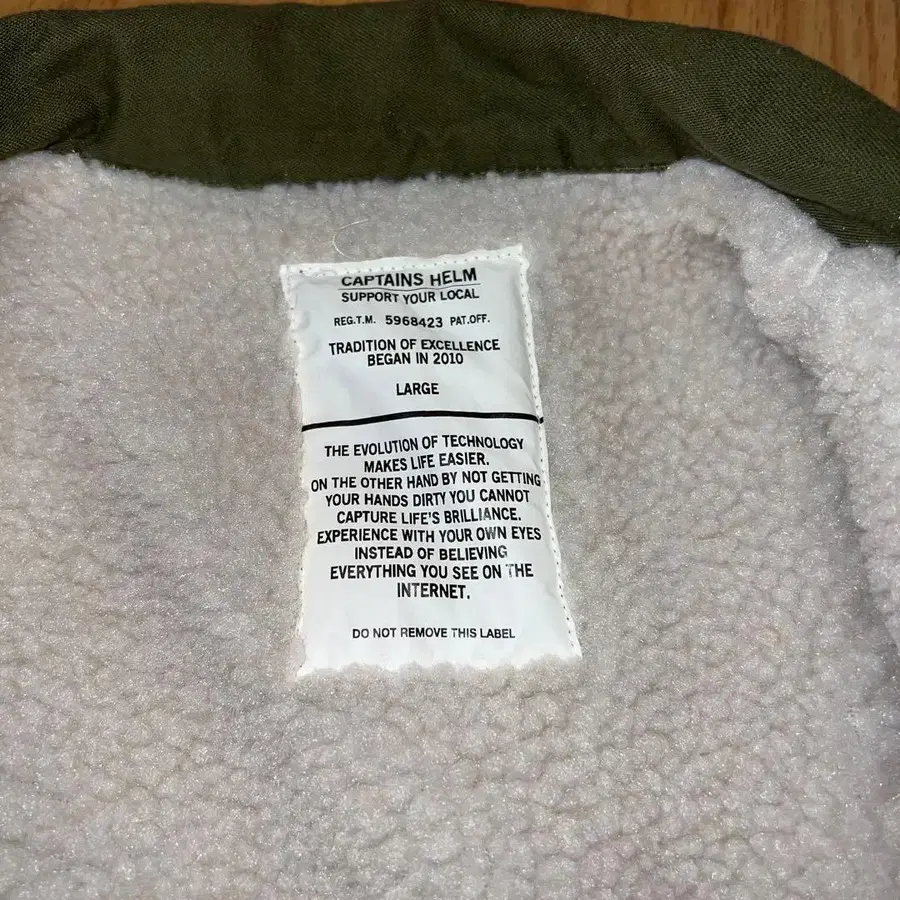 CAPTAINS HELM
SUPPORT YOUR LOCAL
REG.T.M. 5968423 PAT.OFF.
TRADITION OF EXCELLENCE
BEGAN IN 2010
LARGE
THE EVOLUTION OF TECHNOLOGY
MAKES LIFE EASIER.
ON THE OTHER HAND BY NOT GETTING
YOUR HANDS DIRTY YOU CANNOT
CAPTURE LIFE'S BRILLIANCE.
EXPERIENCE WITH YOUR OWN EYES
INSTEAD OF BELIEVING
EVERYTHING YOU SEE ON THE
INTERNET.
DO NOT REMOVE THIS LABEL